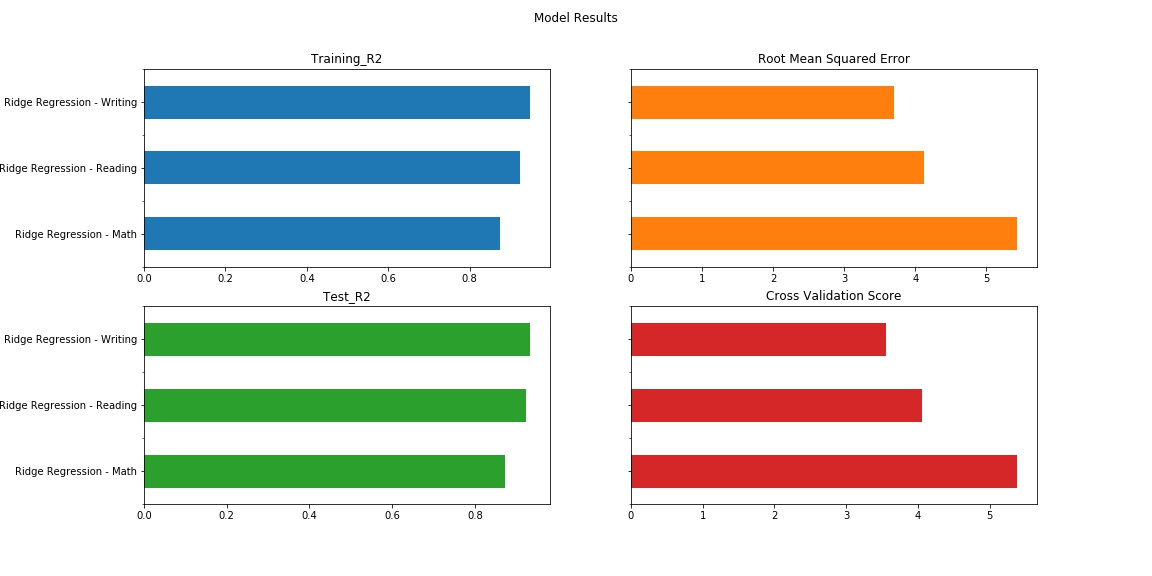 Model Results
Training_R2
Root Mean Squared Error
Ridge Regression - Writing
Ridge Regression - Reading
Ridge Regression - Math
0.0 0.2 0.4 0.6 0.8
0 1 2 3 4 5
Test_R2
Cross Validation Score
Ridge Regression - Writing
Ridge Regression - Reading
Ridge Regression - Math
0.0 0.2 0.4 0.6 0.8
0 1 2 3 4 5